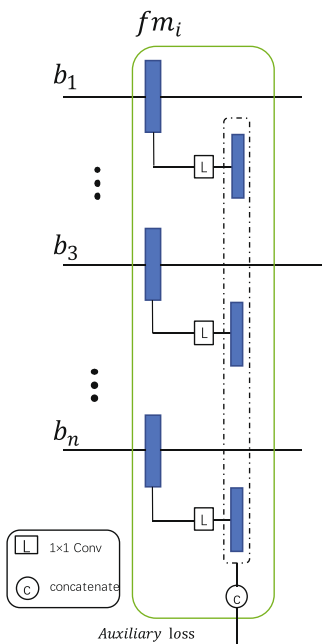 fm_i
b_1
L
b_3
L
b_n
L
L 1×1 Conv
C concatenate
C
Auxiliary loss